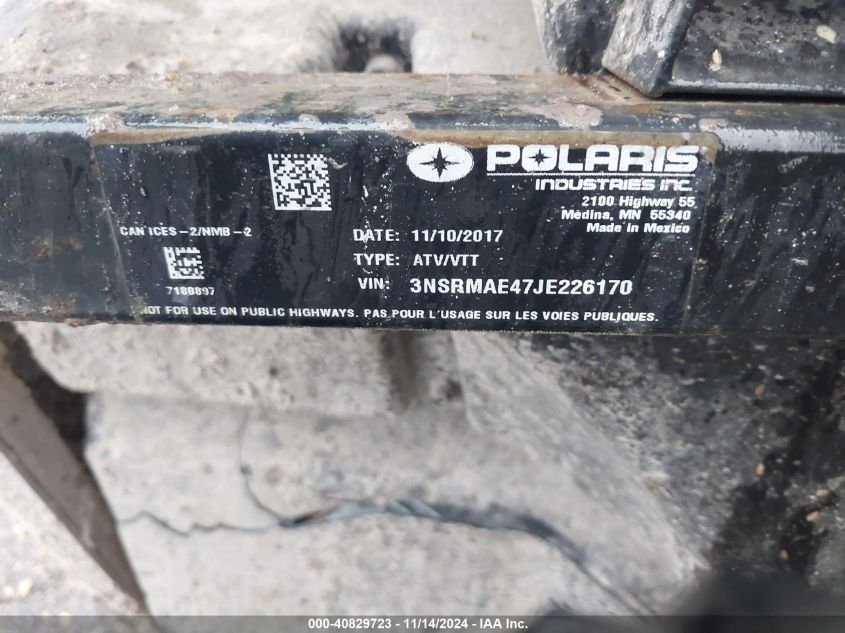 POLARIS
INDUSTRIES INC.
2100 Highway 55
Medina, MN 55340
Made in Mexico
CAN ICES-2/NMB-2
DATE: 11/10/2017
TYPE: ATV/VTT
7188897
VIN: 3NSRMAE47JE226170
NOT FOR USE ON PUBLIC HIGHWAYS. PAS POUR L'USAGE SUR LES VOIES PUBLIQUES.
000-40829723 - 11/14/2024 - IAA Inc.